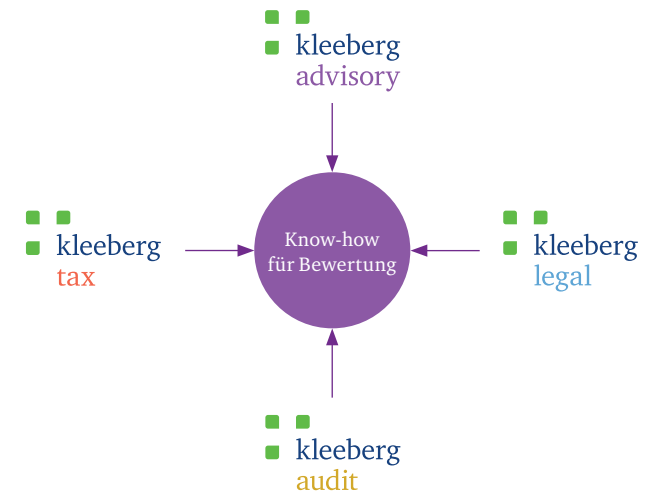 kleeberg
advisory
kleeberg
tax
Know-how
für Bewertung
kleeberg
legal
kleeberg
audit